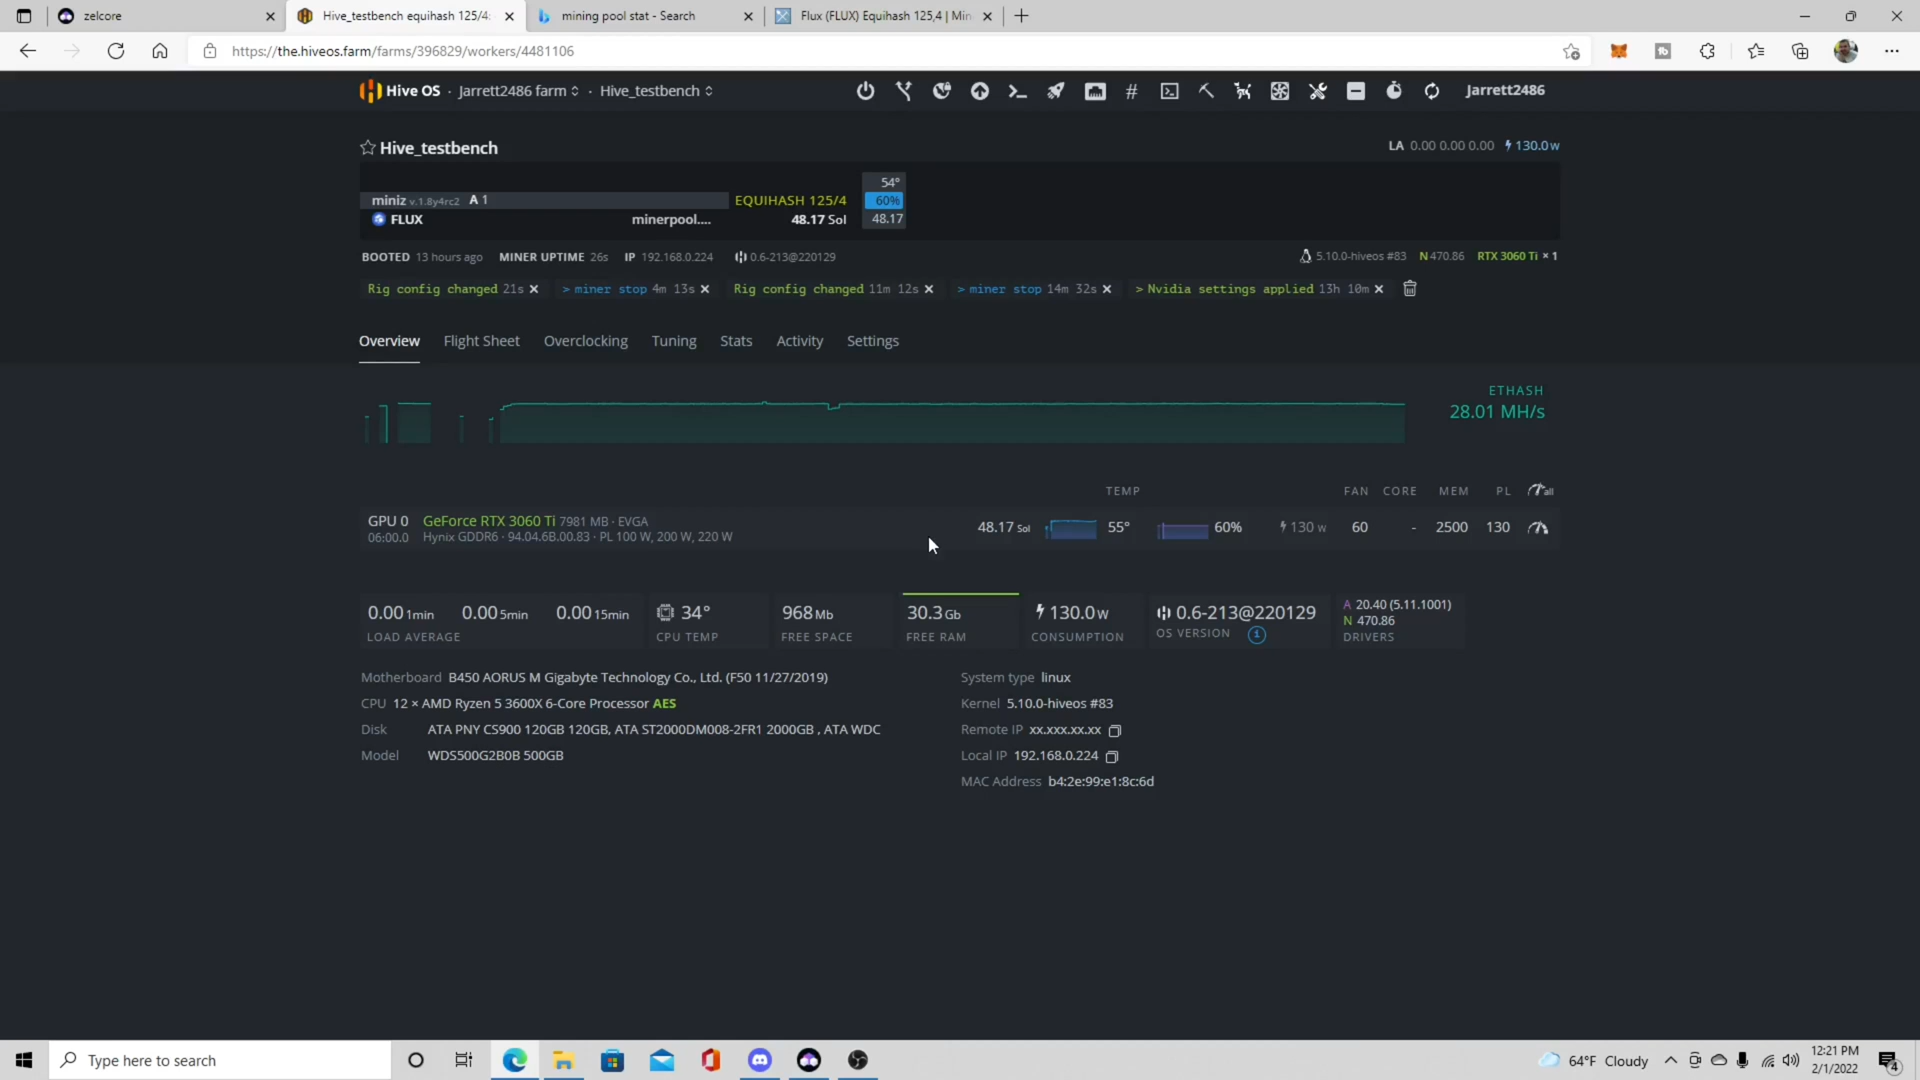 zelcore
Hive_testbench equihash 125/4:
mining pool stat - Search
Flux (FLUX) Equihash 125,4 | Min
https://the.hiveos.farm/farms/396829/workers/4481106
Hive OS · Jarrett2486 farm · Hive_testbench
Jarrett2486
Hive_testbench
LA 0.00 0.00 0.00 130.0 w
54°
miniz v.1.8y4rc2 A 1 EQUIHASH 125/4 60%
FLUX minerpool.... 48.17 Sol 48.17
BOOTED 13 hours ago MINER UPTIME 26s IP 192.168.0.224 0.6-213@220129
5.10.0-hiveos #83 N 470.86 RTX 3060 Ti × 1
Rig config changed 21s > miner stop 4m 13s Rig config changed 11m 12s > miner stop 14m 32s > Nvidia settings applied 13h 10m
Overview Flight Sheet Overclocking Tuning Stats Activity Settings
ETHASH
28.01 MH/s
TEMP FAN CORE MEM PL all
GPU 0 GeForce RTX 3060 Ti 7981 MB · EVGA
06:00.0 Hynix GDDR6 · 94.04.6B.00.83 · PL 100 W, 200 W, 220 W
48.17 Sol 55° 60% 130 w 60 - 2500 130
0.00 1min 0.00 5min 0.00 15min
LOAD AVERAGE
34°
CPU TEMP
968 Mb
FREE SPACE
30.3 Gb
FREE RAM
130.0 w
CONSUMPTION
0.6-213@220129
OS VERSION
A 20.40 (5.11.1001)
N 470.86
DRIVERS
Motherboard B450 AORUS M Gigabyte Technology Co., Ltd. (F50 11/27/2019)
CPU 12 × AMD Ryzen 5 3600X 6-Core Processor AES
Disk ATA PNY CS900 120GB 120GB, ATA ST2000DM008-2FR1 2000GB , ATA WDC
Model WDS500G2B0B 500GB
System type linux
Kernel 5.10.0-hiveos #83
Remote IP xx.xxx.xx.xx
Local IP 192.168.0.224
MAC Address b4:2e:99:e1:8c:6d
Type here to search
64°F Cloudy
12:21 PM
2/1/2022
4